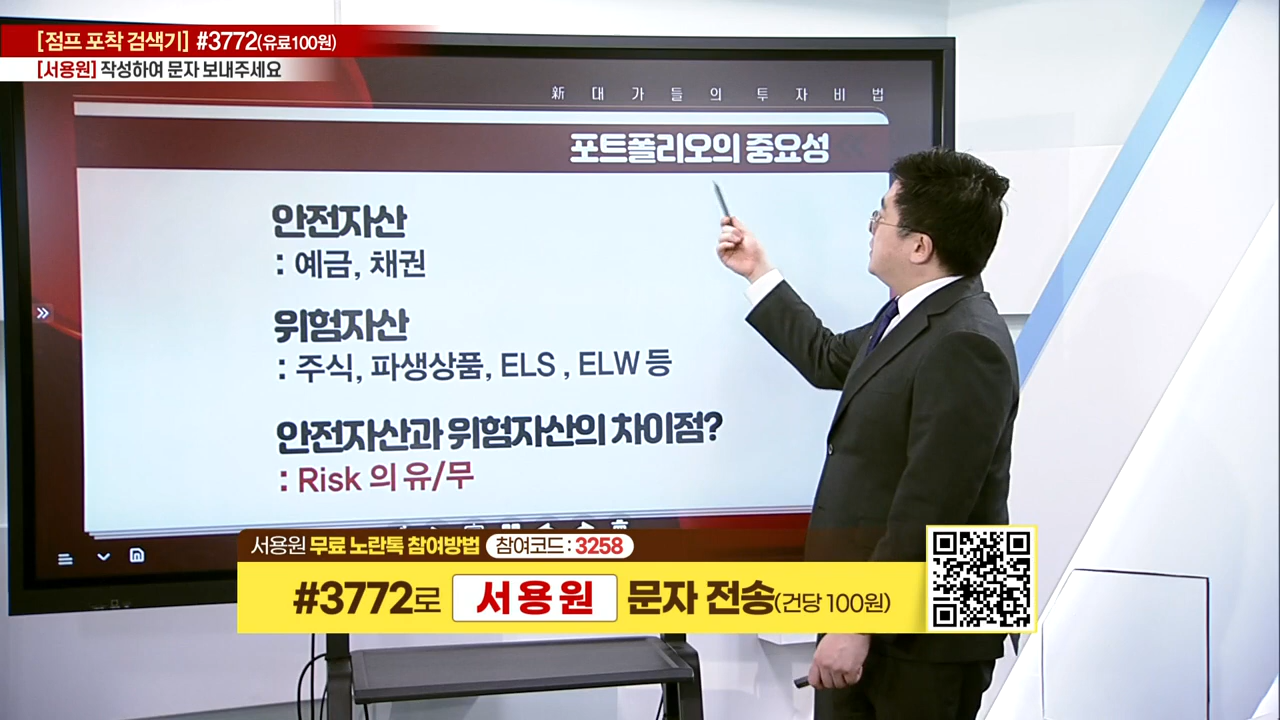 [점프 포착 검색기] #3772(유료100원)
[서용원] 작성하여 문자 보내주세요
新 대 가 들 의 투 자 비 법
포트폴리오의 중요성
안전자산
: 예금, 채권
위험자산
: 주식, 파생상품, ELS , ELW 등
안전자산과 위험자산의 차이점?
: Risk 의 유/무
서용원 무료 노란톡 참여방법 참여코드 : 3258
#3772로 서용원 문자 전송(건당 100원)